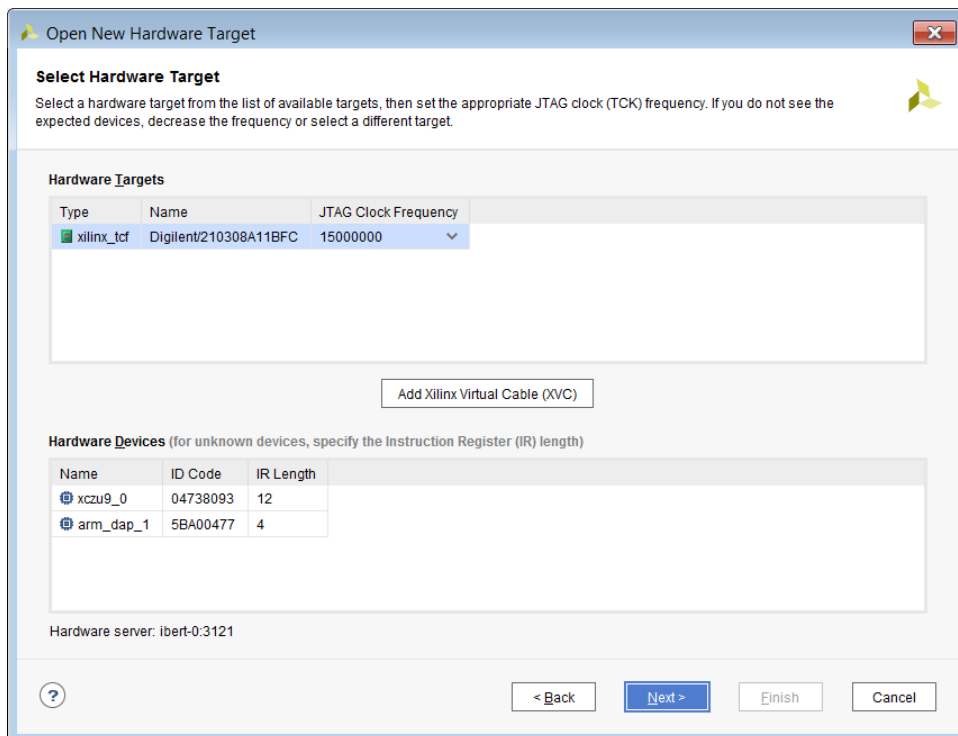 Open New Hardware Target
Select Hardware Target
Select a hardware target from the list of available targets, then set the appropriate JTAG clock (TCK) frequency. If you do not see the
expected devices, decrease the frequency or select a different target.
Hardware Targets
Type Name JTAG Clock Frequency
xilinx_tcf Digilent/210308A11BFC 15000000
Add Xilinx Virtual Cable (XVC)
Hardware Devices (for unknown devices, specify the Instruction Register (IR) length)
Name ID Code IR Length
xczu9_0 04738093 12
arm_dap_1 5BA00477 4
Hardware server: ibert-0:3121
? < Back Next > Finish Cancel